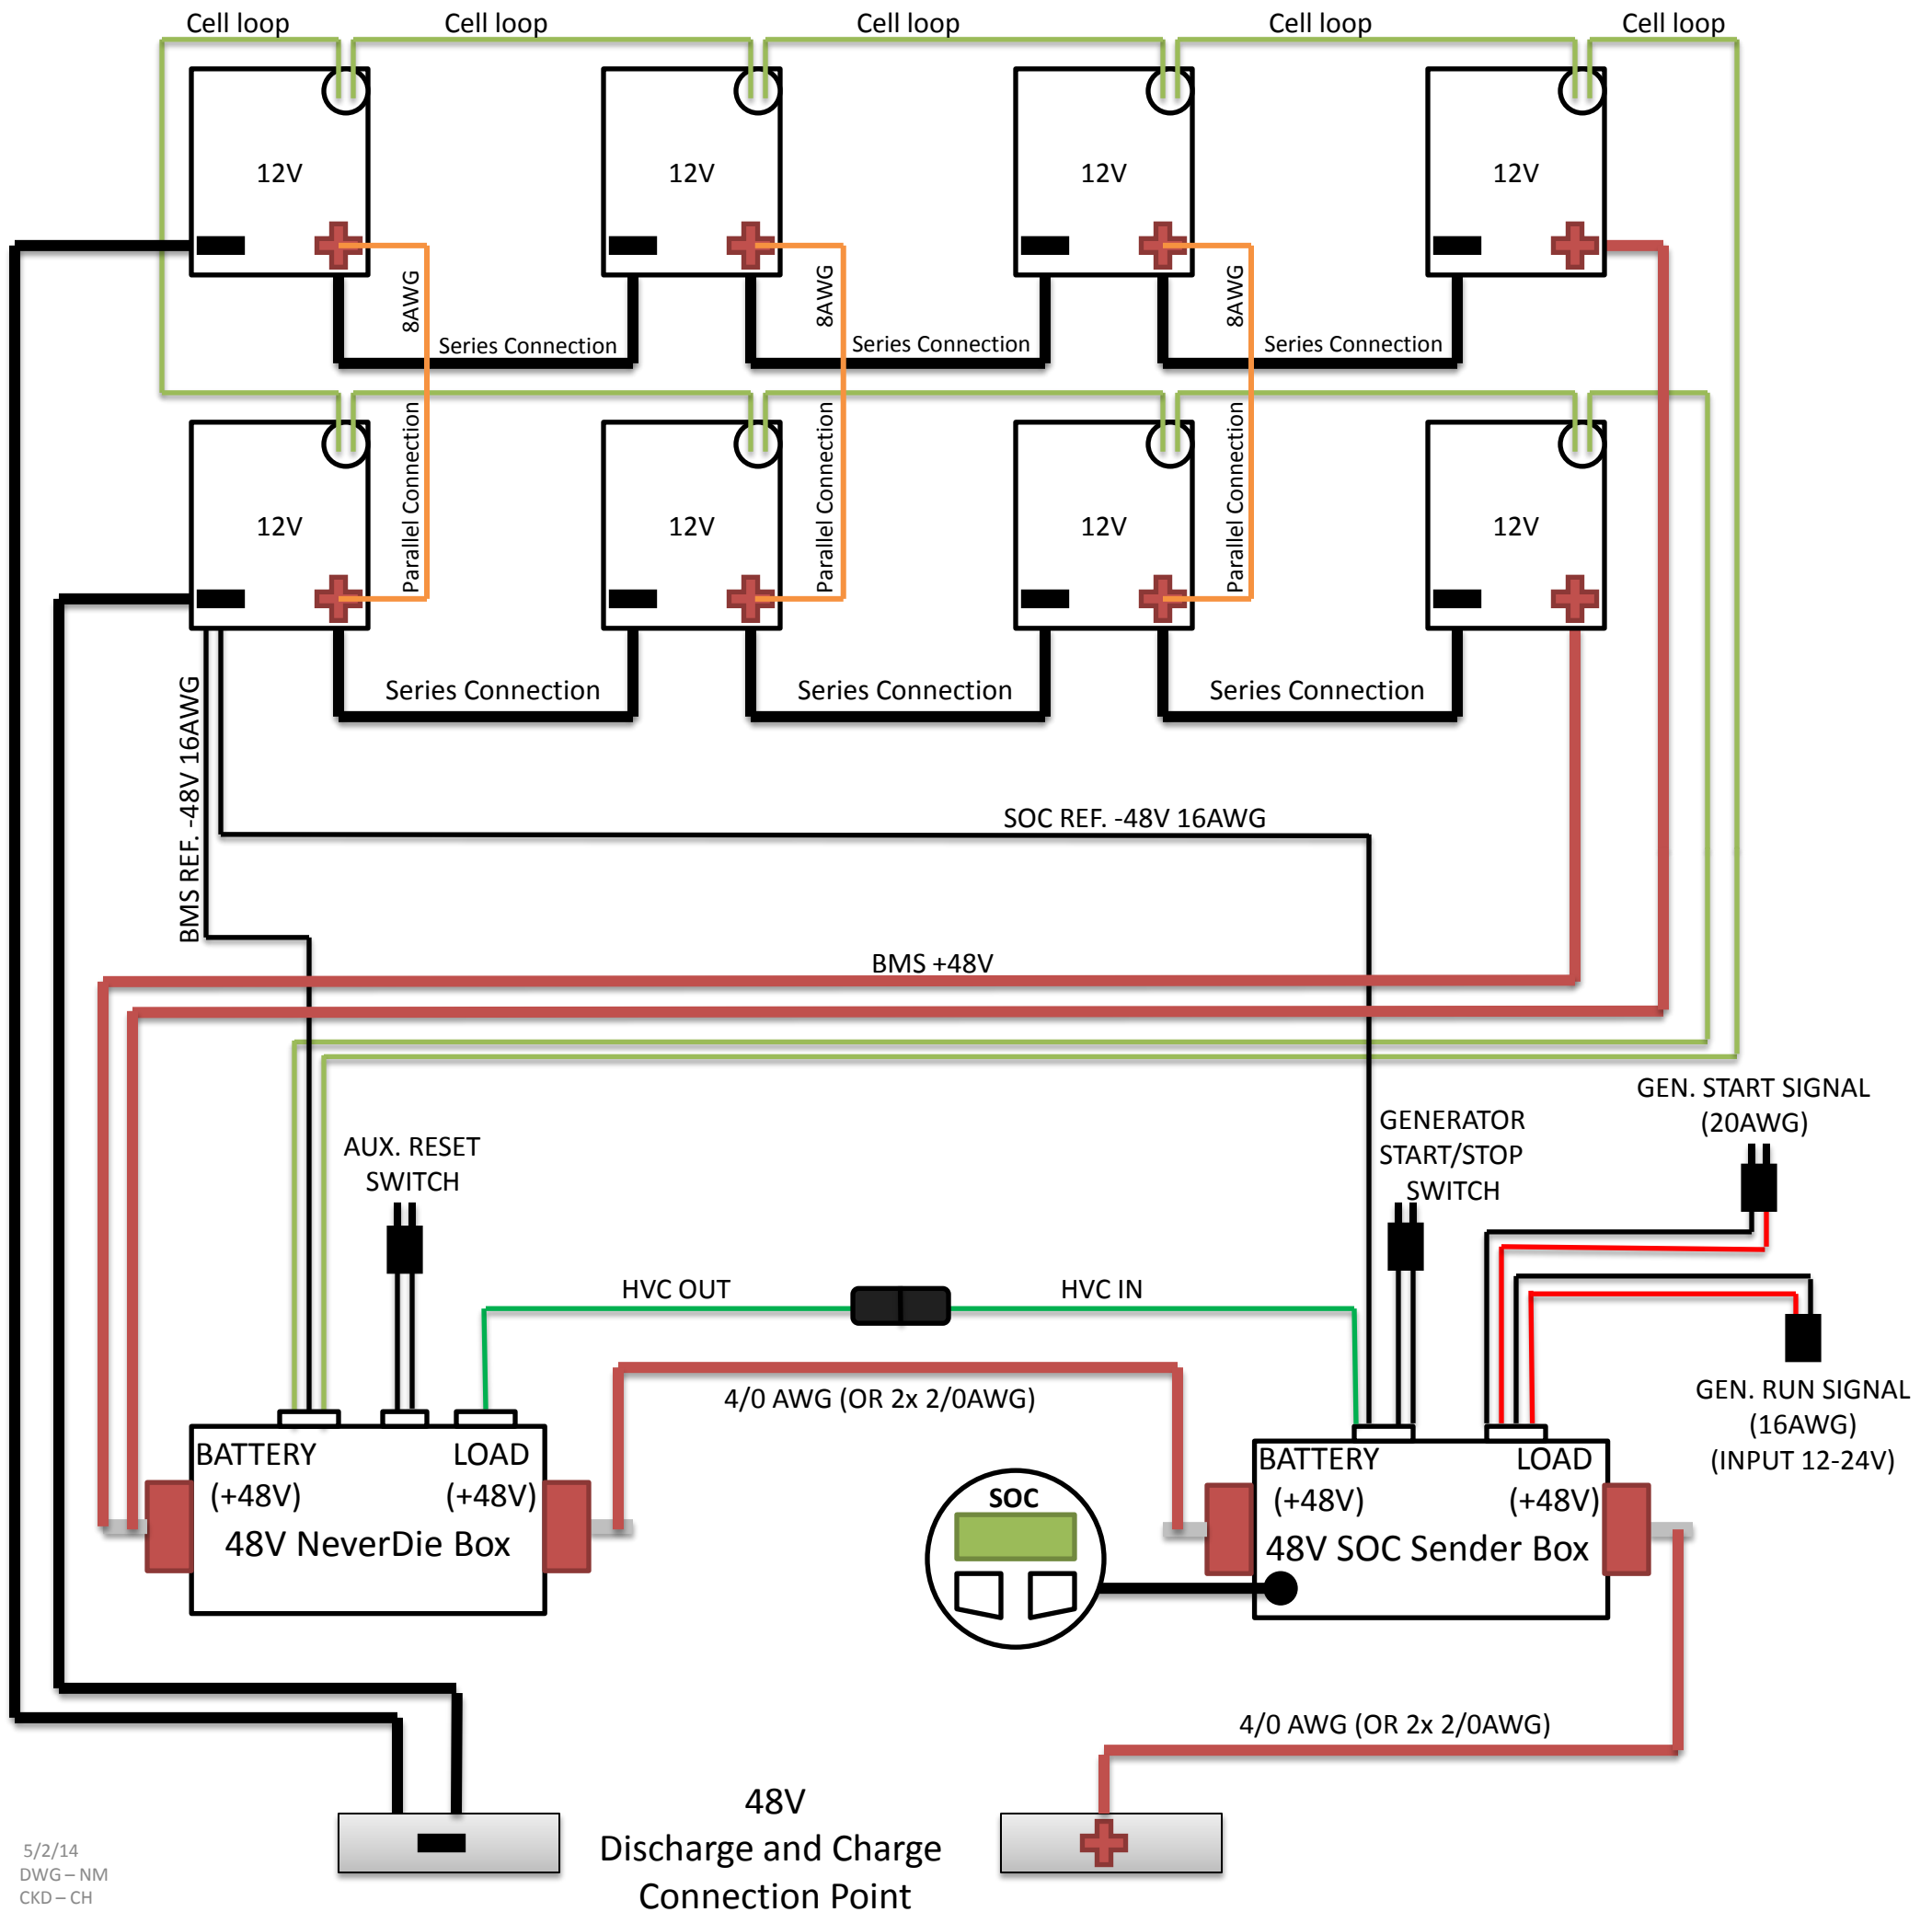 Cell loop
Cell loop
Cell loop
Cell loop
Cell loop
12V
12V
12V
12V
8AWG
8AWG
8AWG
Series Connection
Series Connection
Series Connection
Parallel Connection
Parallel Connection
Parallel Connection
12V
12V
12V
12V
Series Connection
Series Connection
Series Connection
BMS REF. -48V 16AWG
SOC REF. -48V 16AWG
BMS +48V
GEN. START SIGNAL
(20AWG)
GENERATOR
START/STOP
SWITCH
AUX. RESET
SWITCH
HVC OUT
HVC IN
4/0 AWG (OR 2x 2/0AWG)
GEN. RUN SIGNAL
(16AWG)
(INPUT 12-24V)
BATTERY
(+48V)
LOAD
(+48V)
48V NeverDie Box
SOC
BATTERY
(+48V)
LOAD
(+48V)
48V SOC Sender Box
4/0 AWG (OR 2x 2/0AWG)
48V
Discharge and Charge
Connection Point
5/2/14
DWG – NM
CKD – CH